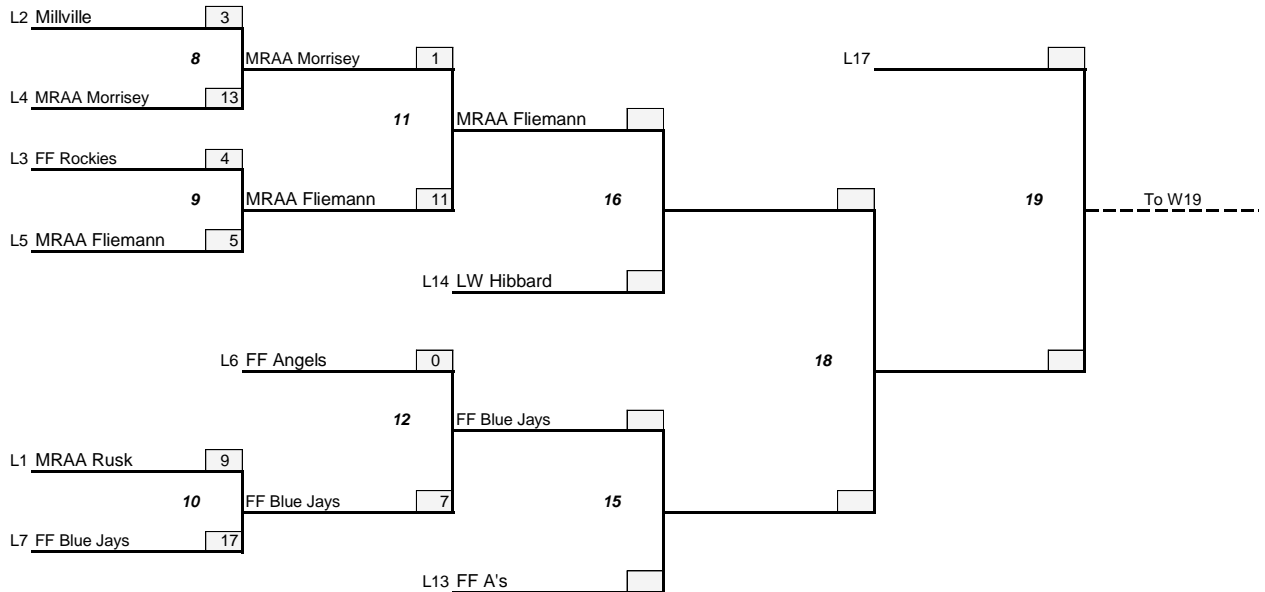 L2 Millville 3
8 MRAA Morrisey 1 L17
L4 MRAA Morrisey 13
11 MRAA Fliemann
L3 FF Rockies 4
9 MRAA Fliemann 11 16 19 To W19
L5 MRAA Fliemann 5
L14 LW Hibbard
L6 FF Angels 0 18
12 FF Blue Jays
L1 MRAA Rusk 9
10 FF Blue Jays 7 15
L7 FF Blue Jays 17
L13 FF A's